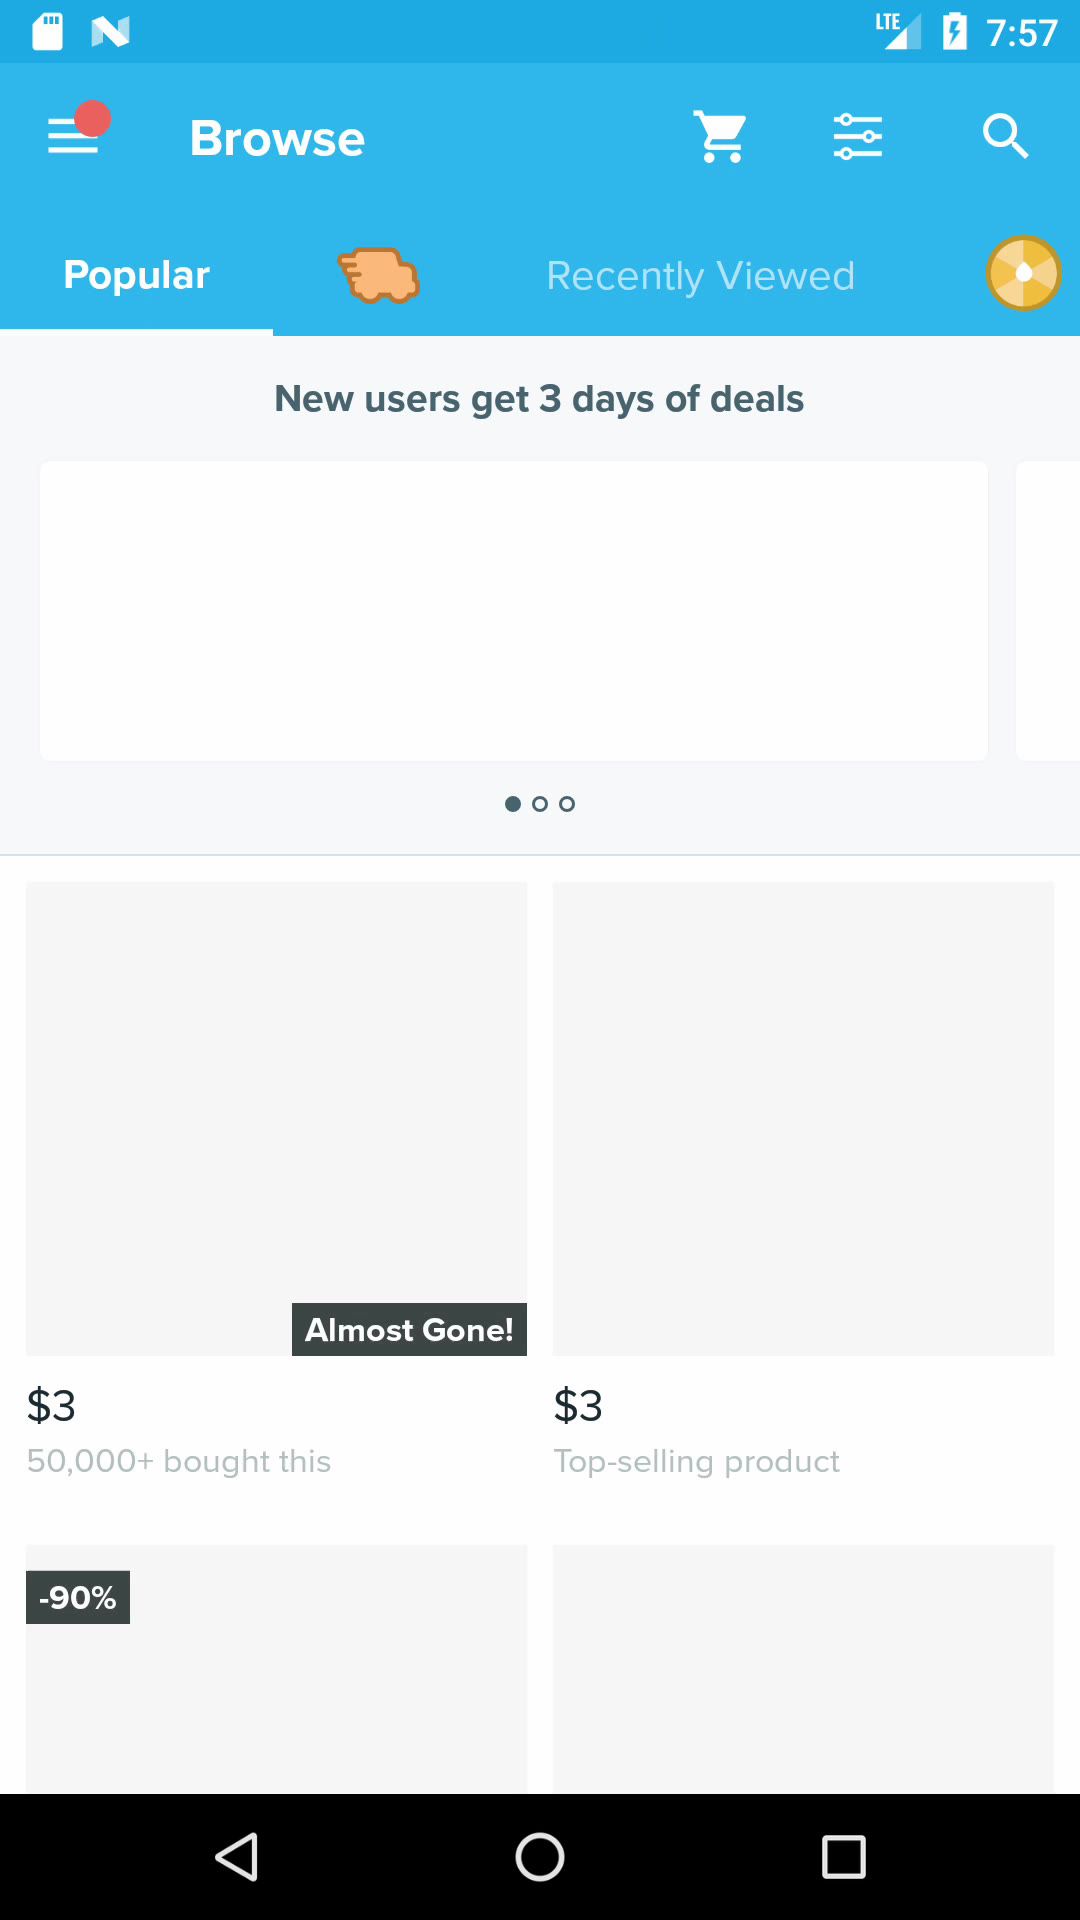 LTE 7:57
Browse
Popular Recently Viewed
New users get 3 days of deals
Almost Gone!
$3 $3
50,000+ bought this Top-selling product
-90%